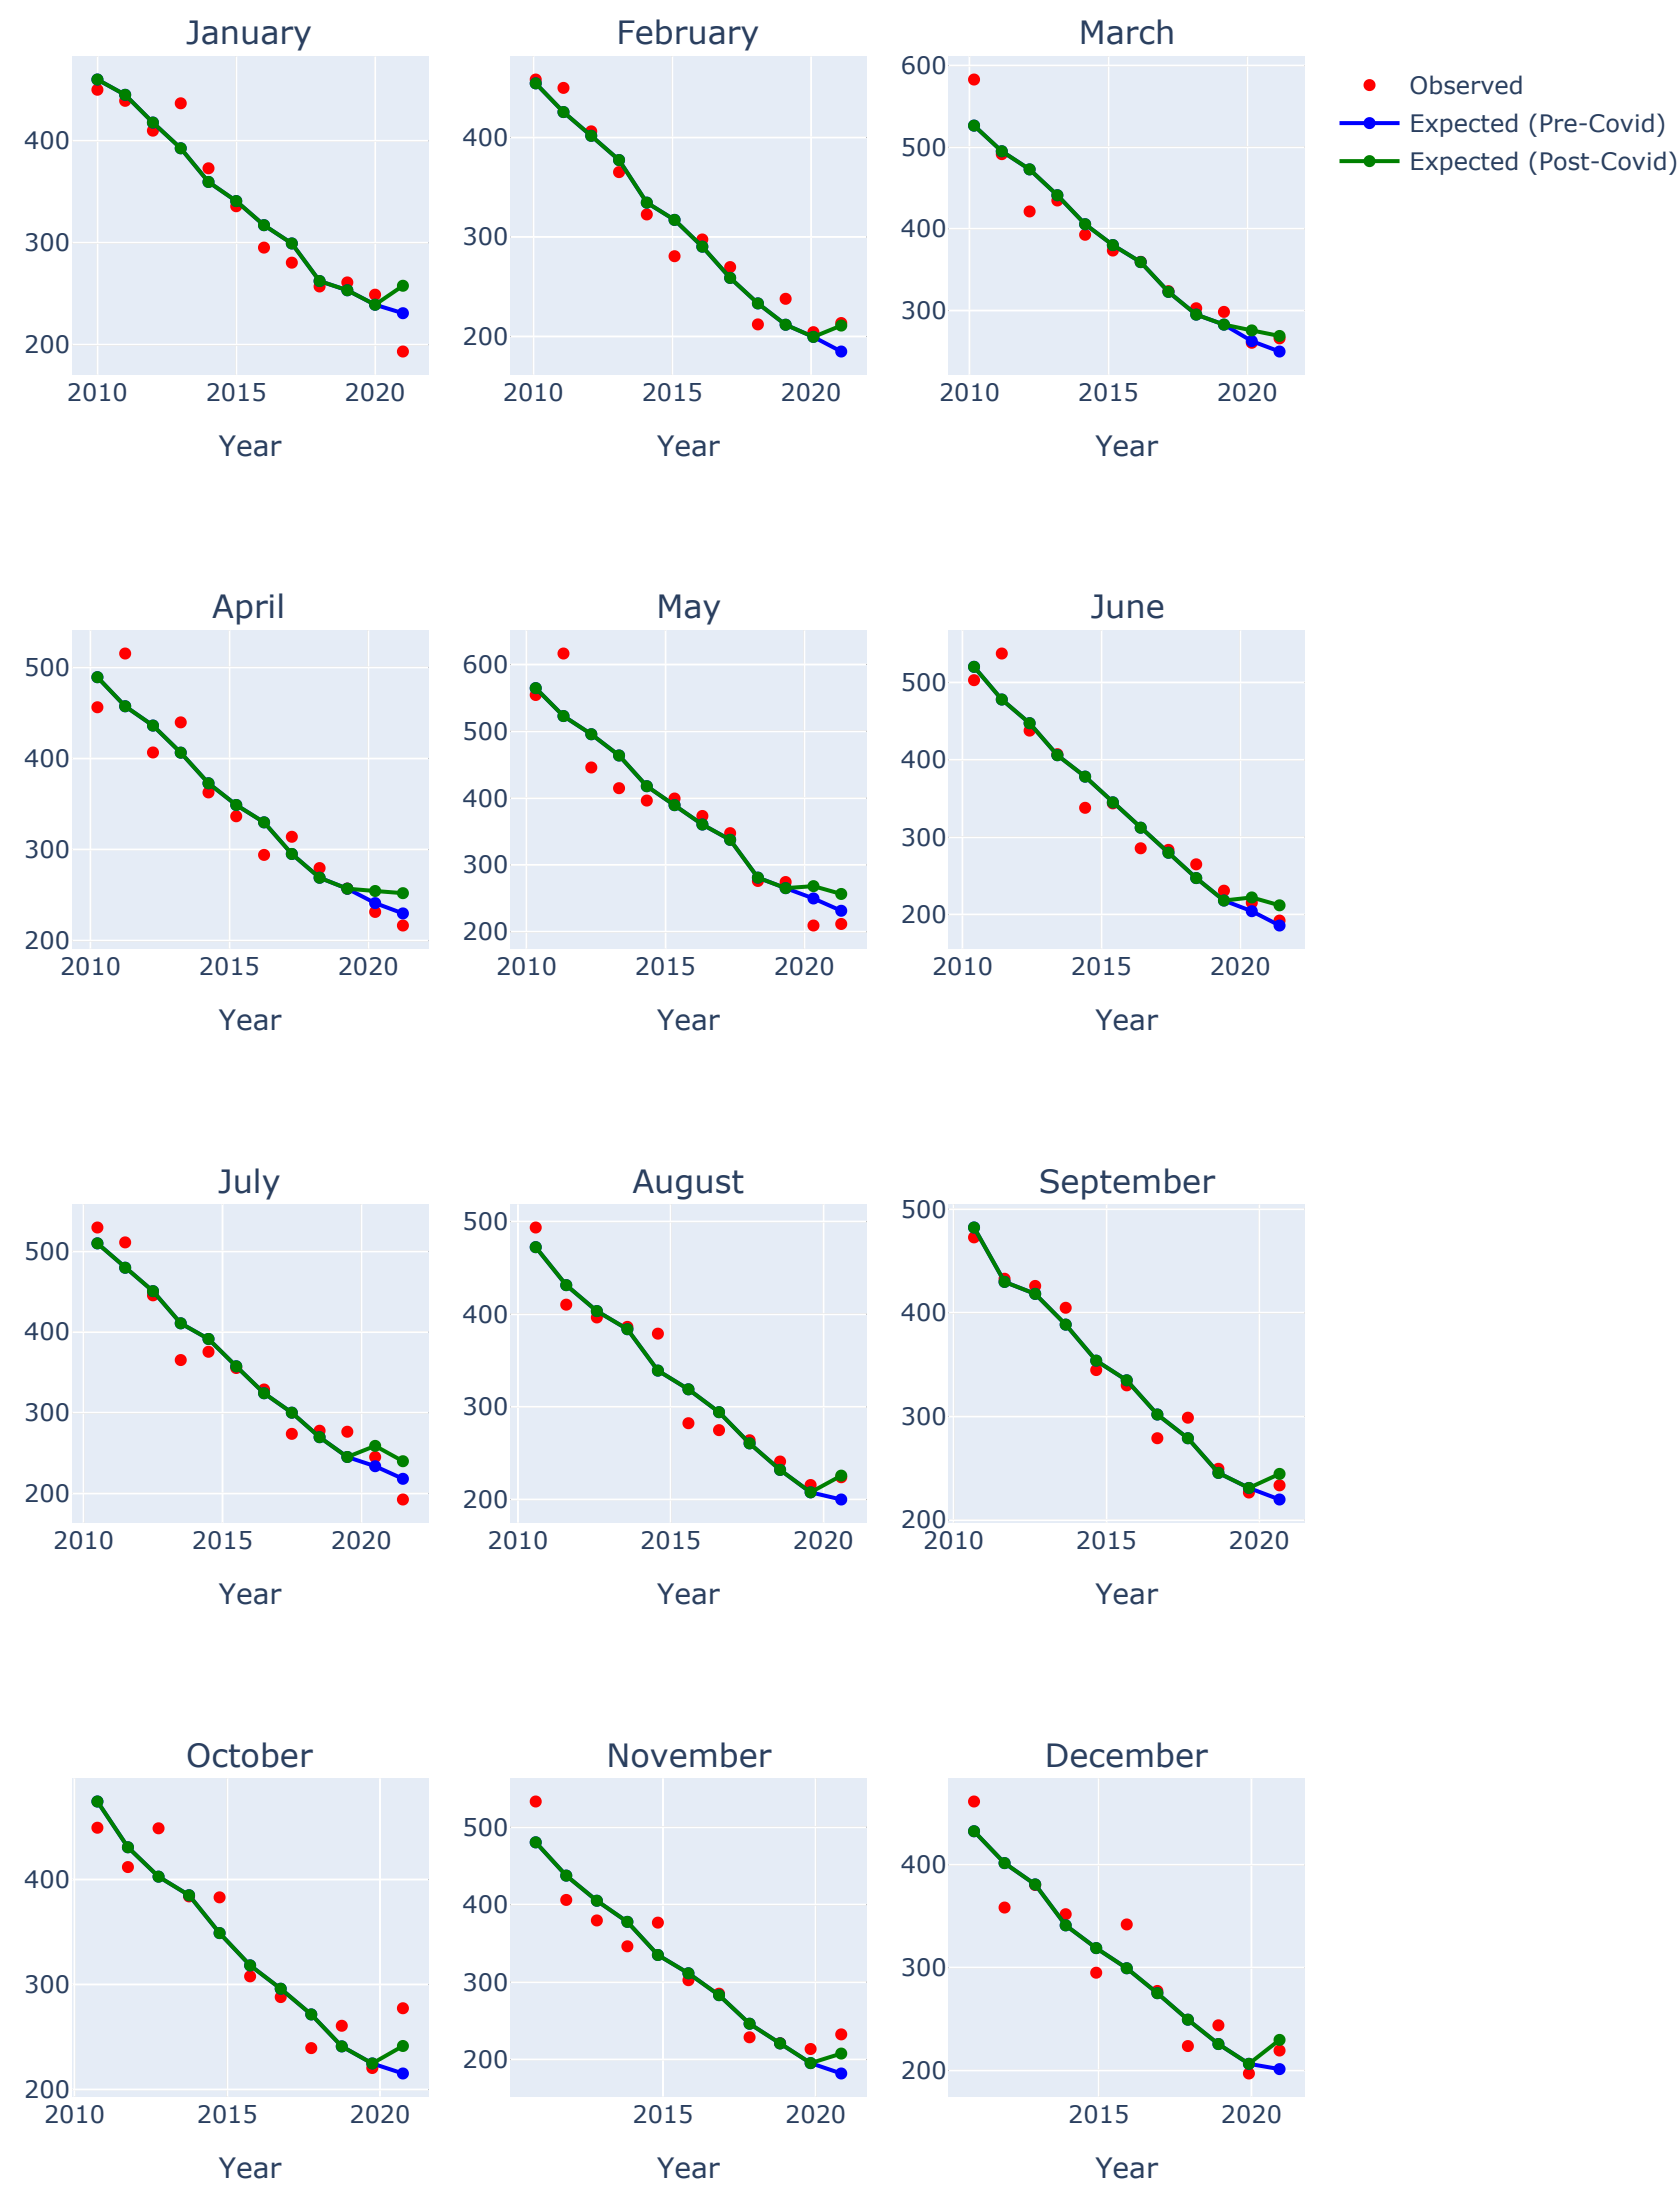 January
February
March
Observed
Expected (Pre-Covid)
Expected (Post-Covid)
400
300
200
2010 2015 2020
Year
400
300
200
2010 2015 2020
Year
600
500
400
300
2010 2015 2020
Year
April
May
June
500
400
300
200
2010 2015 2020
Year
600
500
400
300
200
2010 2015 2020
Year
500
400
300
200
2010 2015 2020
Year
July
August
September
500
400
300
200
2010 2015 2020
Year
500
400
300
200
2010 2015 2020
Year
500
400
300
200
2010 2015 2020
Year
October
November
December
400
300
200
2010 2015 2020
Year
500
400
300
200
2015 2020
Year
400
300
200
2015 2020
Year